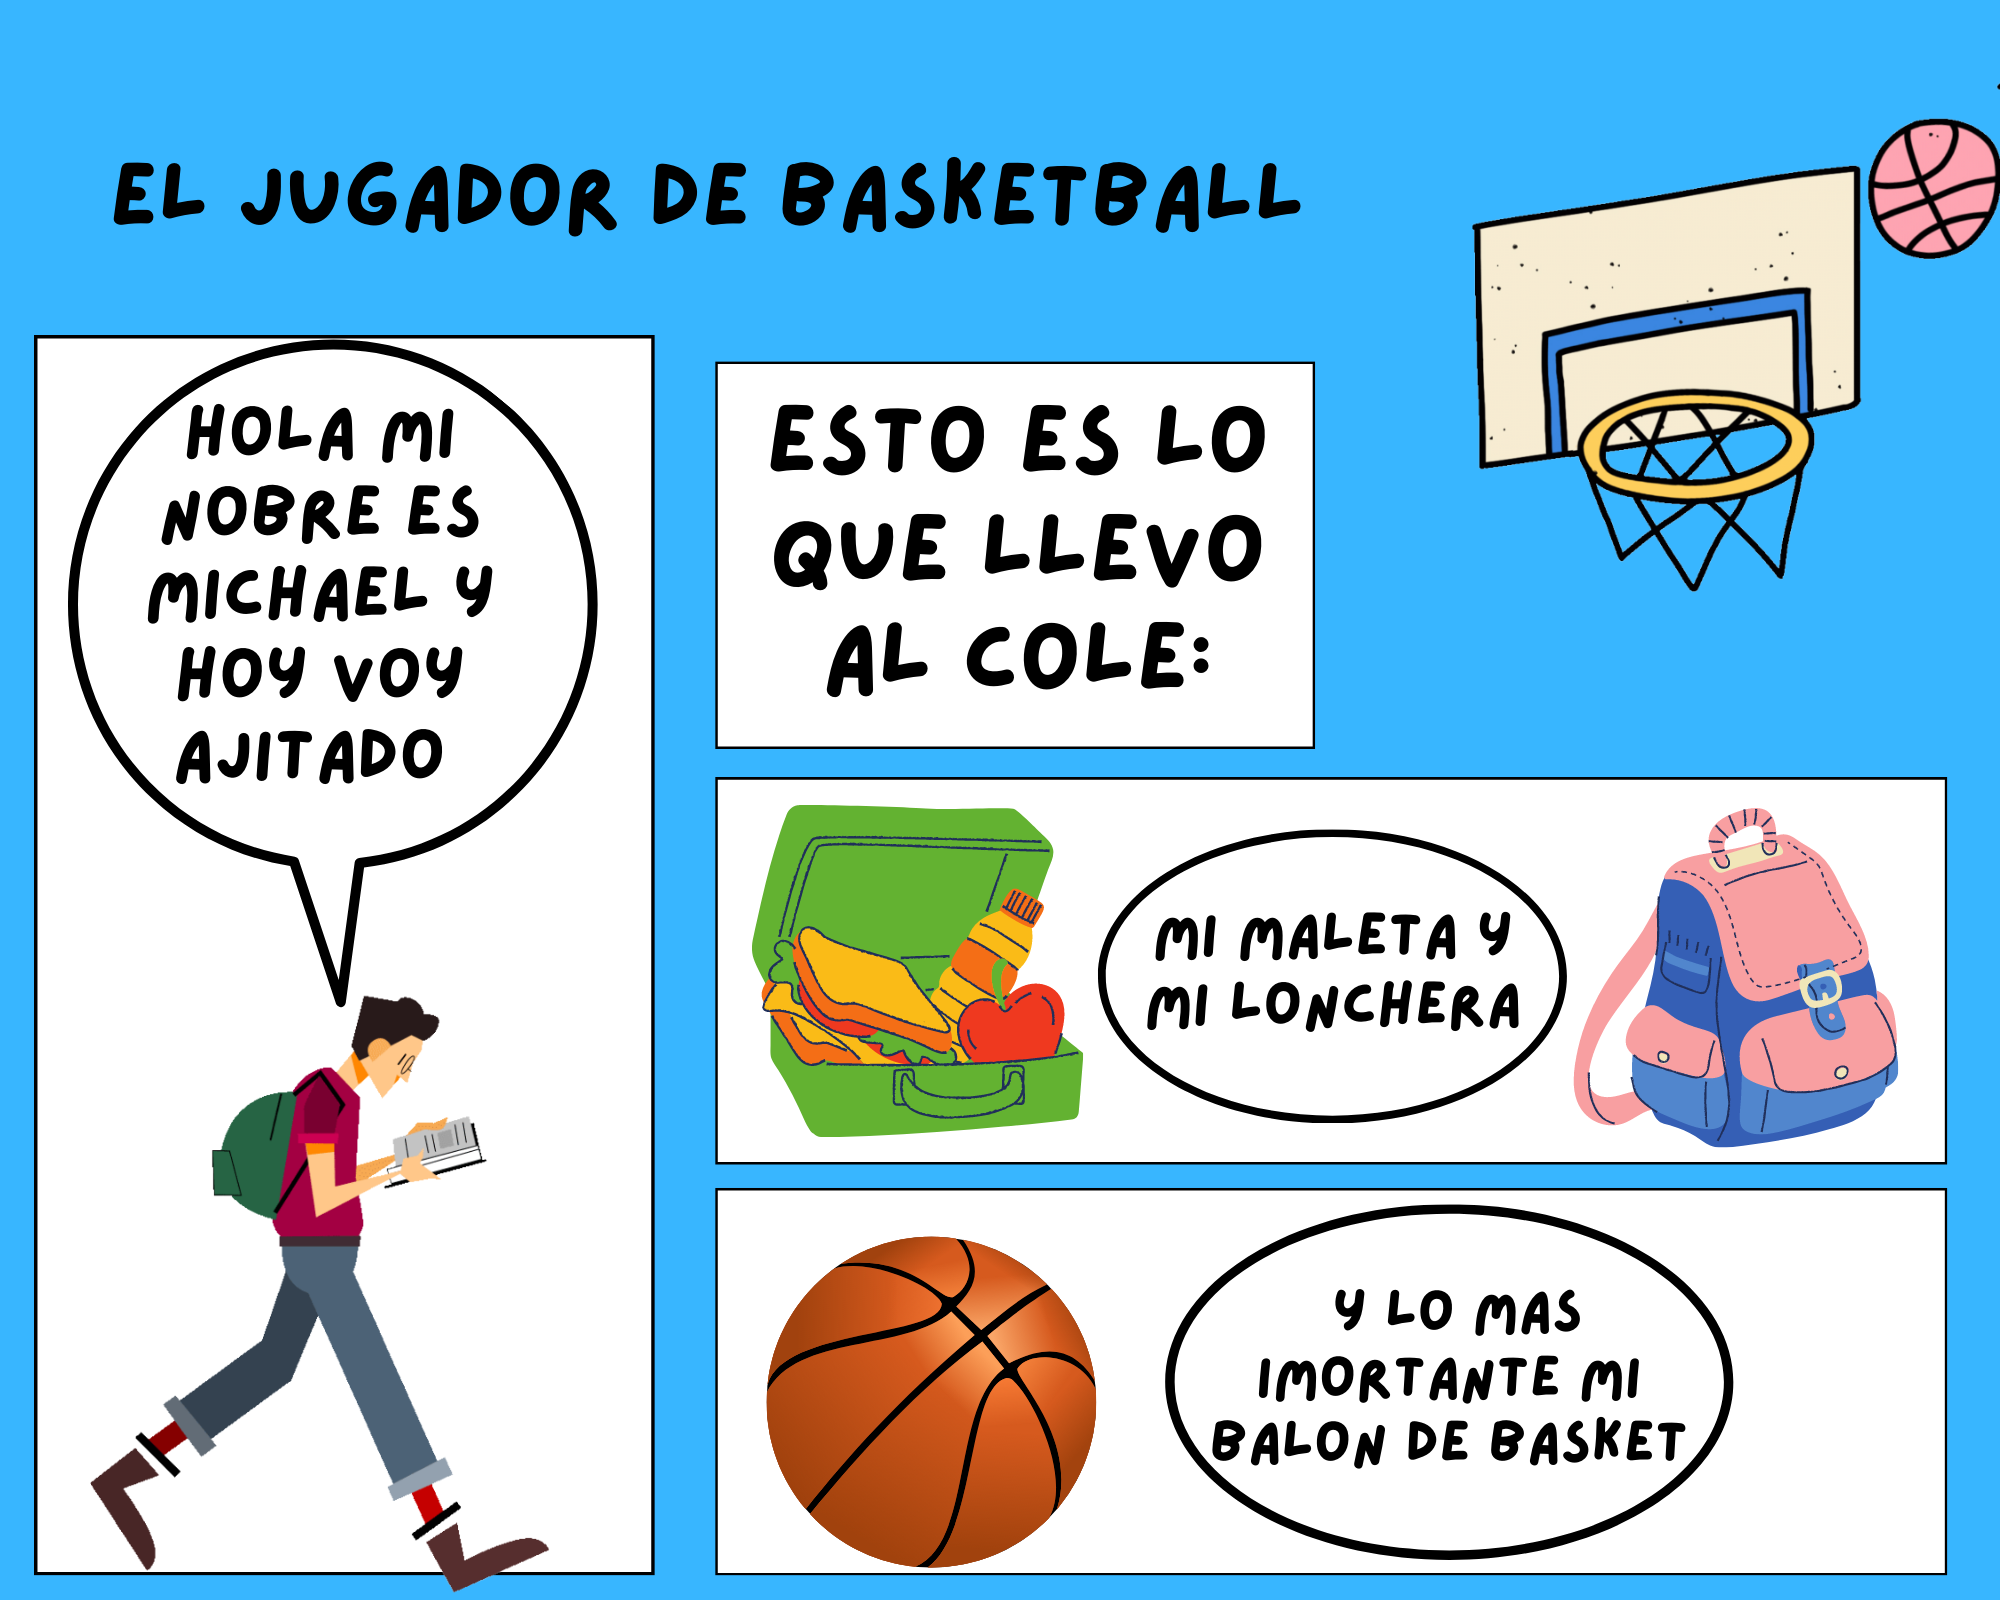 EL JUGADOR DE BASKETBALL
HOLA MI
NOBRE ES
MICHAEL Y
HOY VOY
AJITADO
ESTO ES LO
QUE LLEVO
AL COLE:
MI MALETA Y
MI LONCHERA
Y LO MAS
IMORTANTE MI
BALON DE BASKET